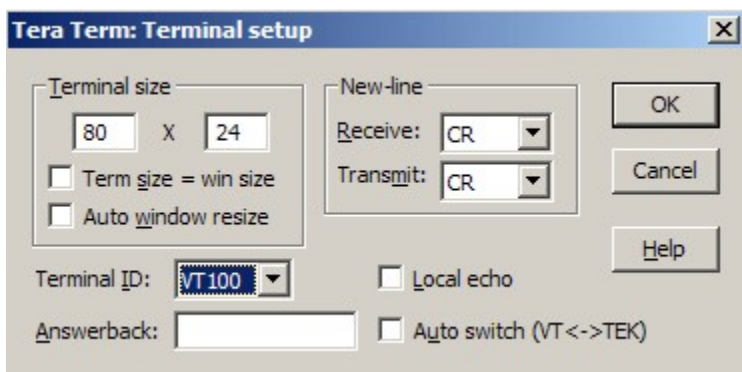 Tera Term: Terminal setup
Terminal size
80 X 24
Term size = win size
Auto window resize
New-line
Receive: CR
Transmit: CR
OK
Cancel
Help
Terminal ID: VT100
Local echo
Answerback:
Auto switch (VT<->TEK)